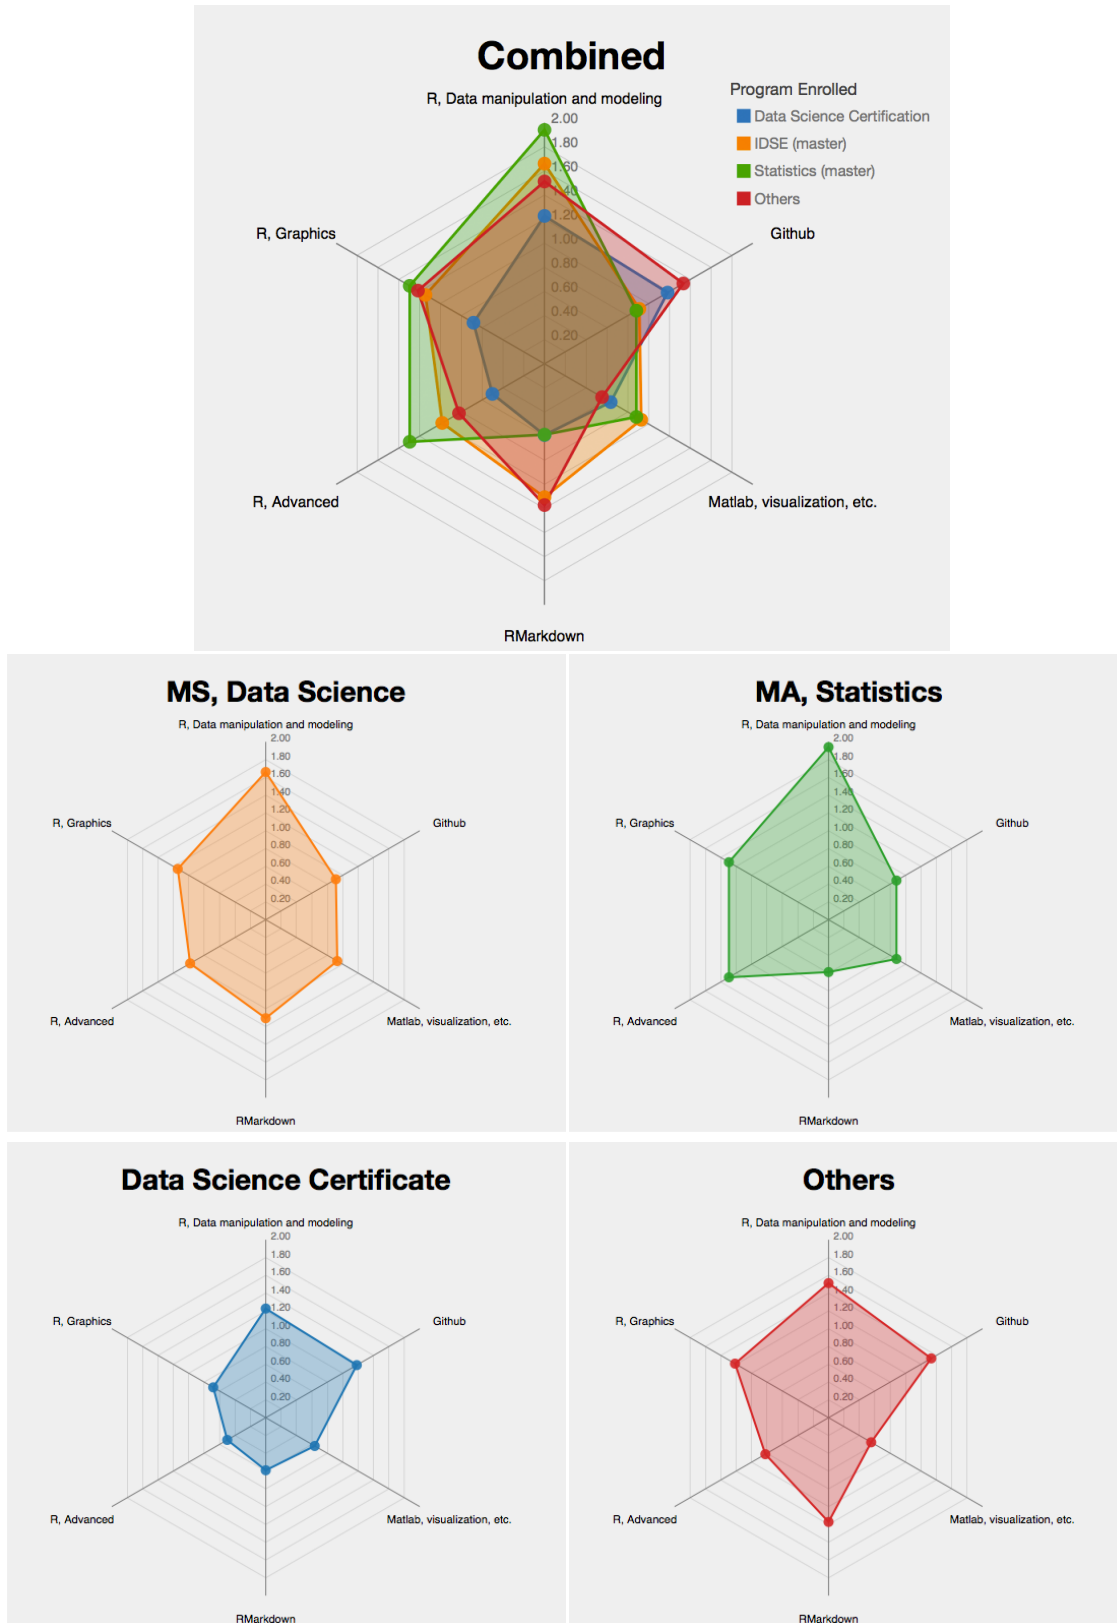 Combined
R, Data manipulation and modeling
Program Enrolled
Data Science Certification
IDSE (master)
Statistics (master)
Others
2.00
1.80
1.60
1.40
1.20
1.00
0.80
0.60
0.40
0.20
R, Graphics
Github
R, Advanced
Matlab, visualization, etc.
RMarkdown
MS, Data Science
R, Data manipulation and modeling
2.00
1.80
1.60
1.40
1.20
1.00
0.80
0.60
0.40
0.20
R, Graphics
Github
R, Advanced
Matlab, visualization, etc.
RMarkdown
MA, Statistics
R, Data manipulation and modeling
2.00
1.80
1.60
1.40
1.20
1.00
0.80
0.60
0.40
0.20
R, Graphics
Github
R, Advanced
Matlab, visualization, etc.
RMarkdown
Data Science Certificate
R, Data manipulation and modeling
2.00
1.80
1.60
1.40
1.20
1.00
0.80
0.60
0.40
0.20
R, Graphics
Github
R, Advanced
Matlab, visualization, etc.
RMarkdown
Others
R, Data manipulation and modeling
2.00
1.80
1.60
1.40
1.20
1.00
0.80
0.60
0.40
0.20
R, Graphics
Github
R, Advanced
Matlab, visualization, etc.
RMarkdown